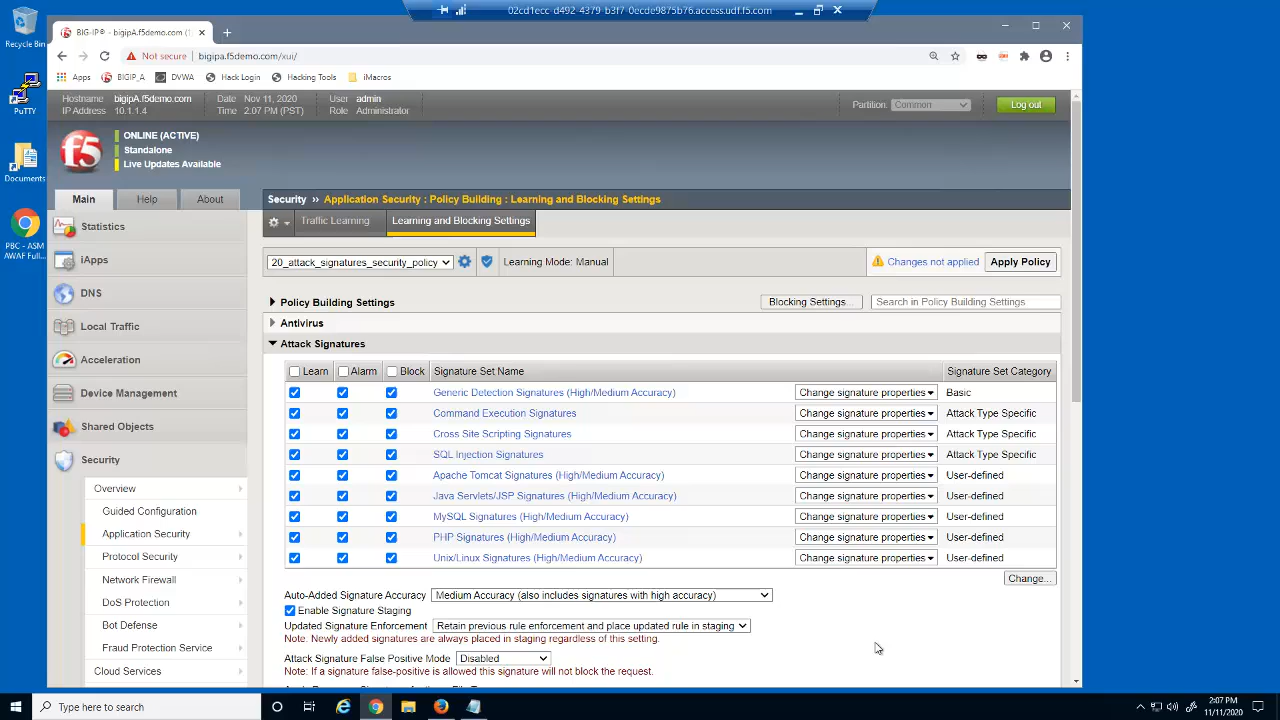 02cd1ecc-d492-4379-b3f7-0ecde9875b76.access.udf.f5.com
Recycle Bin
PuTTY
Documents
PBC - ASM
AWAF Full...
BIG-IP® - bigipA.f5demo.com (1
Not secure
bigipa.f5demo.com/xui/
Apps
BIGIP_A
DVWA
Hack Login
Hacking Tools
iMacros
Hostname bigipA.f5demo.com
IP Address 10.1.1.4
Date Nov 11, 2020
Time 2:07 PM (PST)
User admin
Role Administrator
Partition: Common
Log out
f5
ONLINE (ACTIVE)
Standalone
Live Updates Available
Main
Help
About
Security ›› Application Security : Policy Building : Learning and Blocking Settings
Statistics
iApps
DNS
Local Traffic
Acceleration
Device Management
Shared Objects
Security
Overview
Guided Configuration
Application Security
Protocol Security
Network Firewall
DoS Protection
Bot Defense
Fraud Protection Service
Cloud Services
Traffic Learning
Learning and Blocking Settings
20_attack_signatures_security_policy
Learning Mode: Manual
Changes not applied
Apply Policy
Policy Building Settings
Blocking Settings...
Search in Policy Building Settings
Antivirus
Attack Signatures
Learn Alarm Block Signature Set Name Signature Set Category
Generic Detection Signatures (High/Medium Accuracy) Change signature properties Basic
Command Execution Signatures Change signature properties Attack Type Specific
Cross Site Scripting Signatures Change signature properties Attack Type Specific
SQL Injection Signatures Change signature properties Attack Type Specific
Apache Tomcat Signatures (High/Medium Accuracy) Change signature properties User-defined
Java Servlets/JSP Signatures (High/Medium Accuracy) Change signature properties User-defined
MySQL Signatures (High/Medium Accuracy) Change signature properties User-defined
PHP Signatures (High/Medium Accuracy) Change signature properties User-defined
Unix/Linux Signatures (High/Medium Accuracy) Change signature properties User-defined
Change...
Auto-Added Signature Accuracy Medium Accuracy (also includes signatures with high accuracy)
Enable Signature Staging
Updated Signature Enforcement Retain previous rule enforcement and place updated rule in staging
Note. Newly added signatures are always placed in staging regardless of this setting.
Attack Signature False Positive Mode Disabled
Note: If a signature false-positive is allowed this signature will not block the request.
Type here to search
2:07 PM
11/11/2020